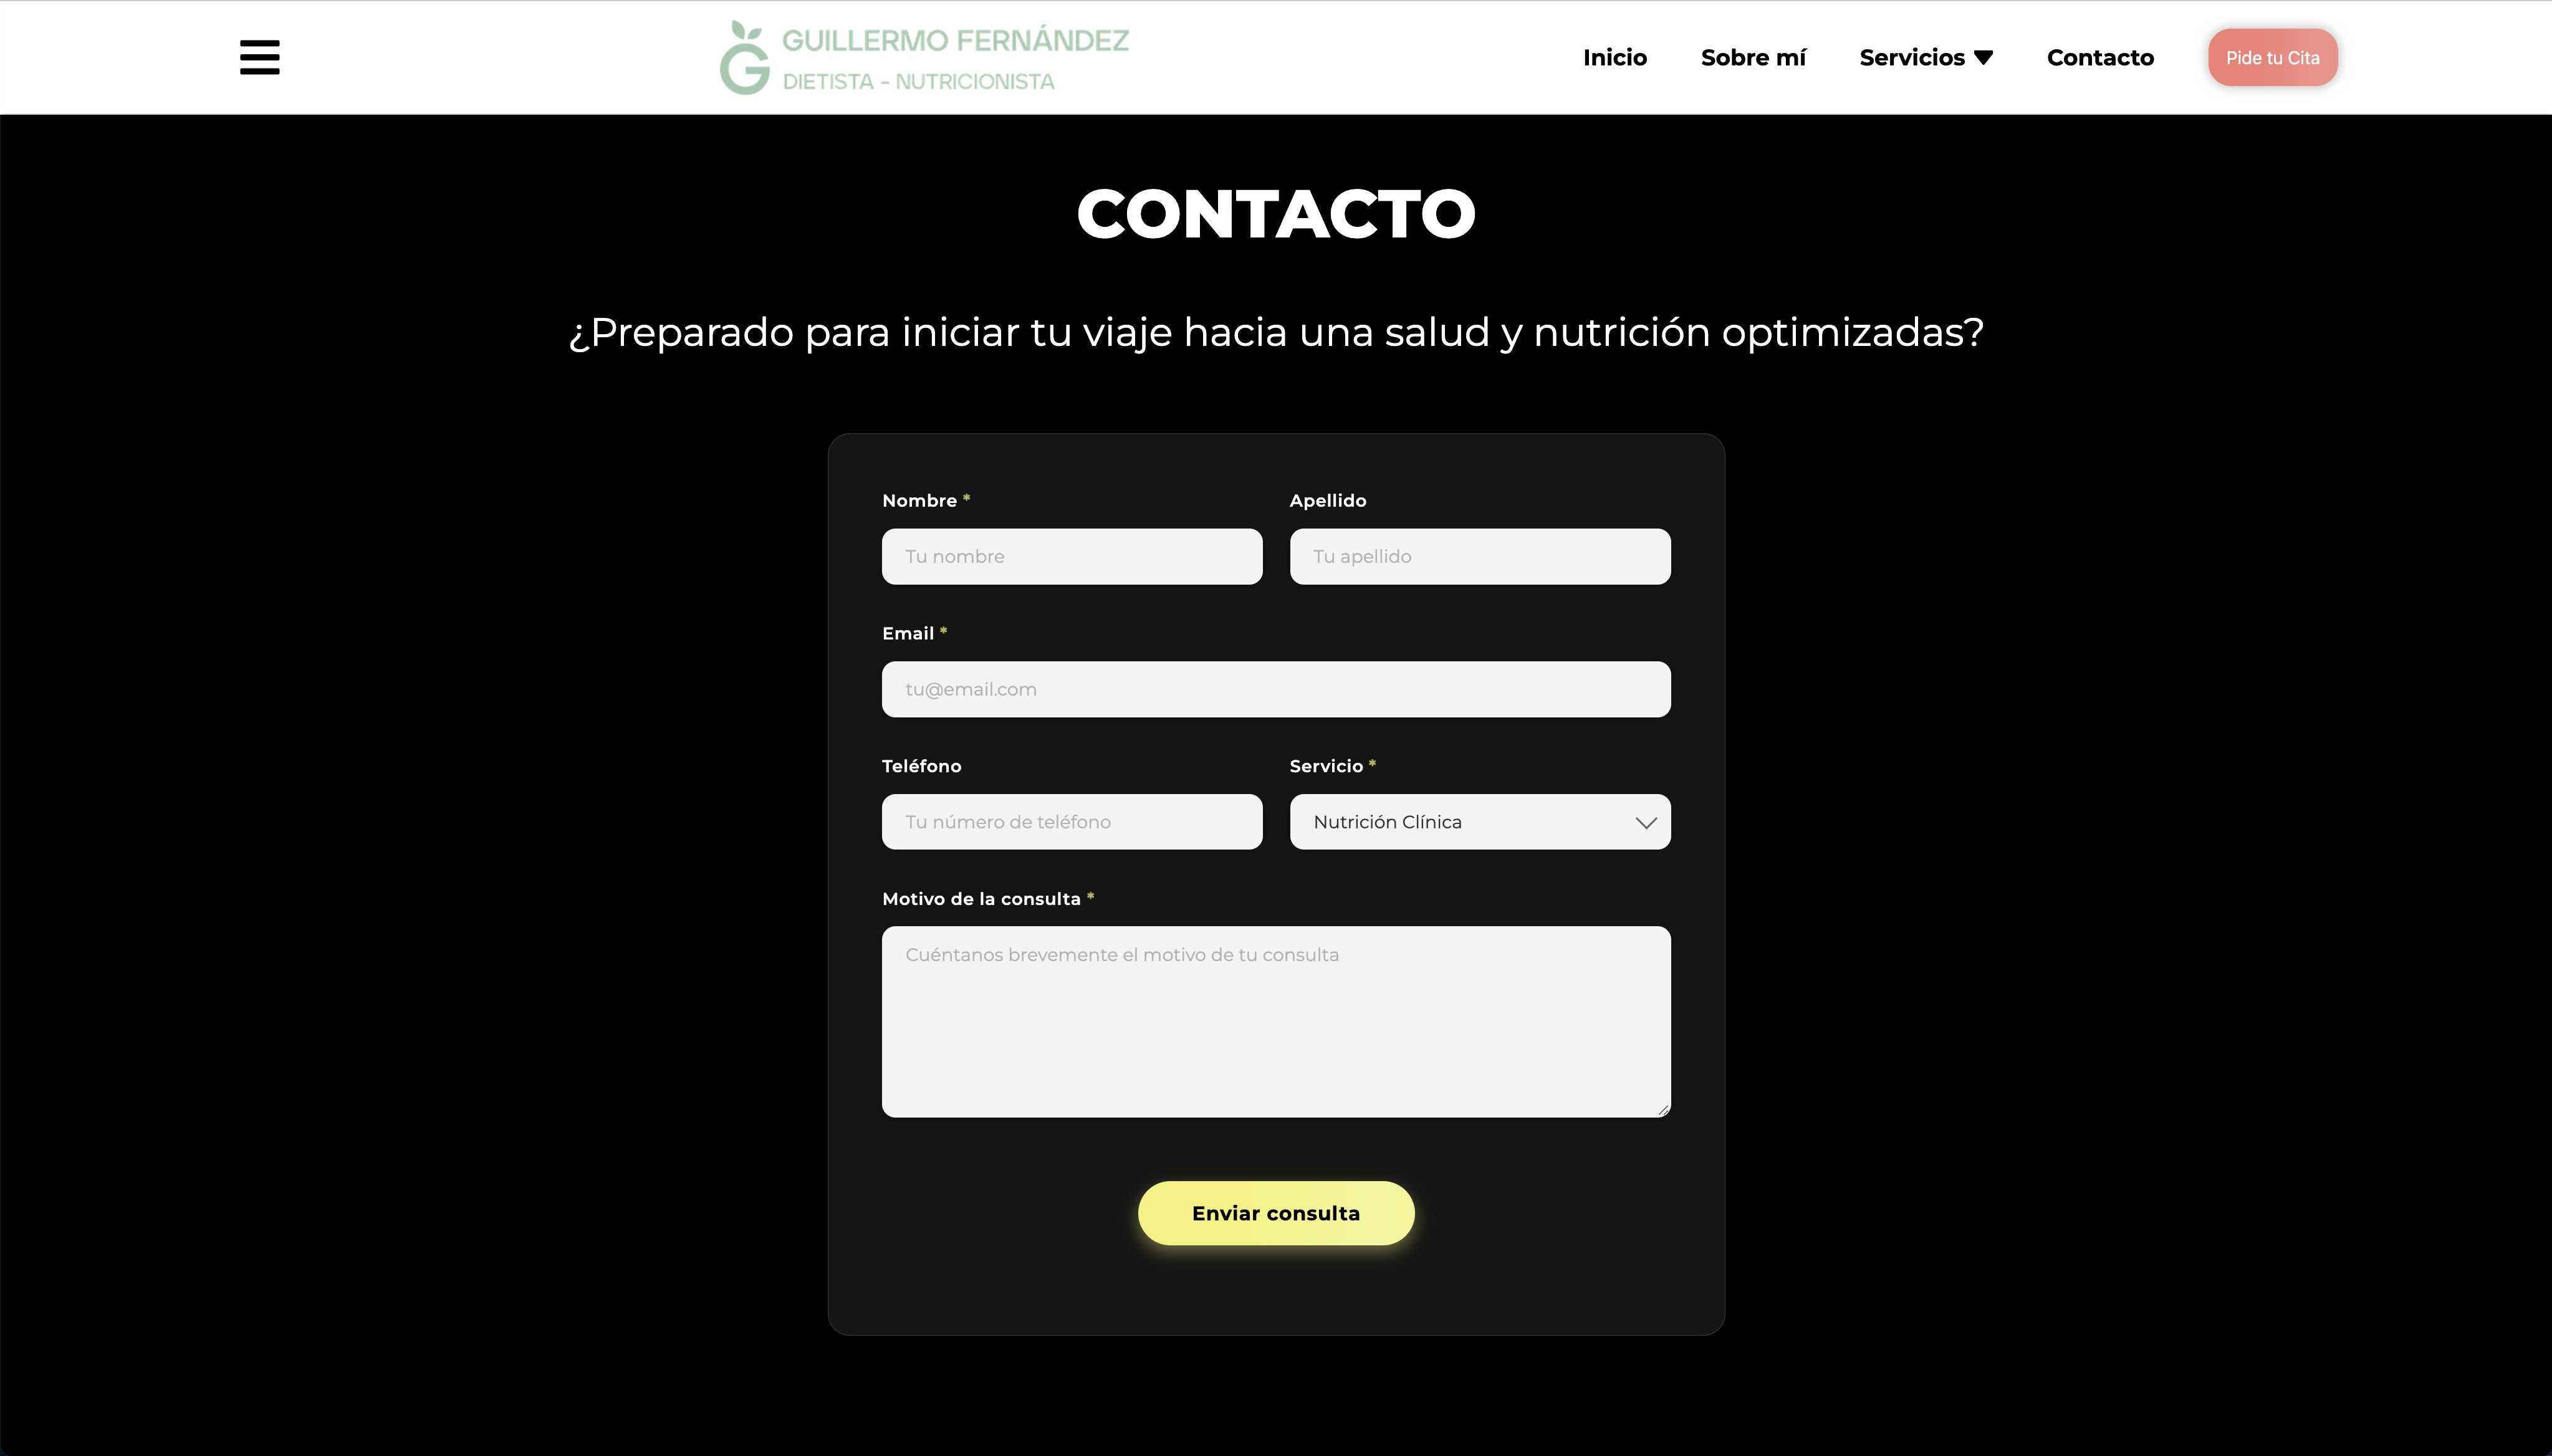 GUILLERMO FERNÁNDEZ
DIETISTA - NUTRICIONISTA
Inicio
Sobre mí
Servicios ▼
Contacto
Pide tu Cita
CONTACTO
¿Preparado para iniciar tu viaje hacia una salud y nutrición optimizadas?
Nombre *
Apellido
Tu nombre
Tu apellido
Email *
tu@email.com
Teléfono
Servicio *
Tu número de teléfono
Nutrición Clínica
Motivo de la consulta *
Cuéntanos brevemente el motivo de tu consulta
Enviar consulta